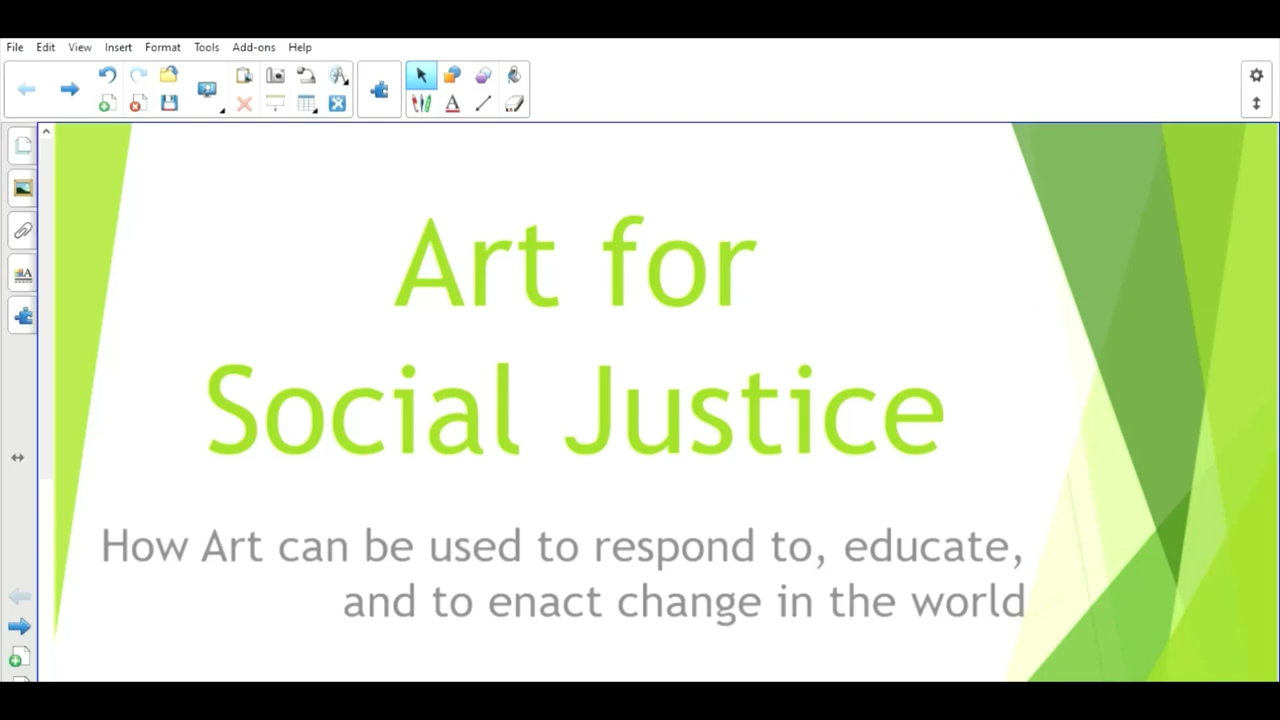 File Edit View Insert Format Tools Add-ons Help
Art for
Social Justice
How Art can be used to respond to, educate,
and to enact change in the world